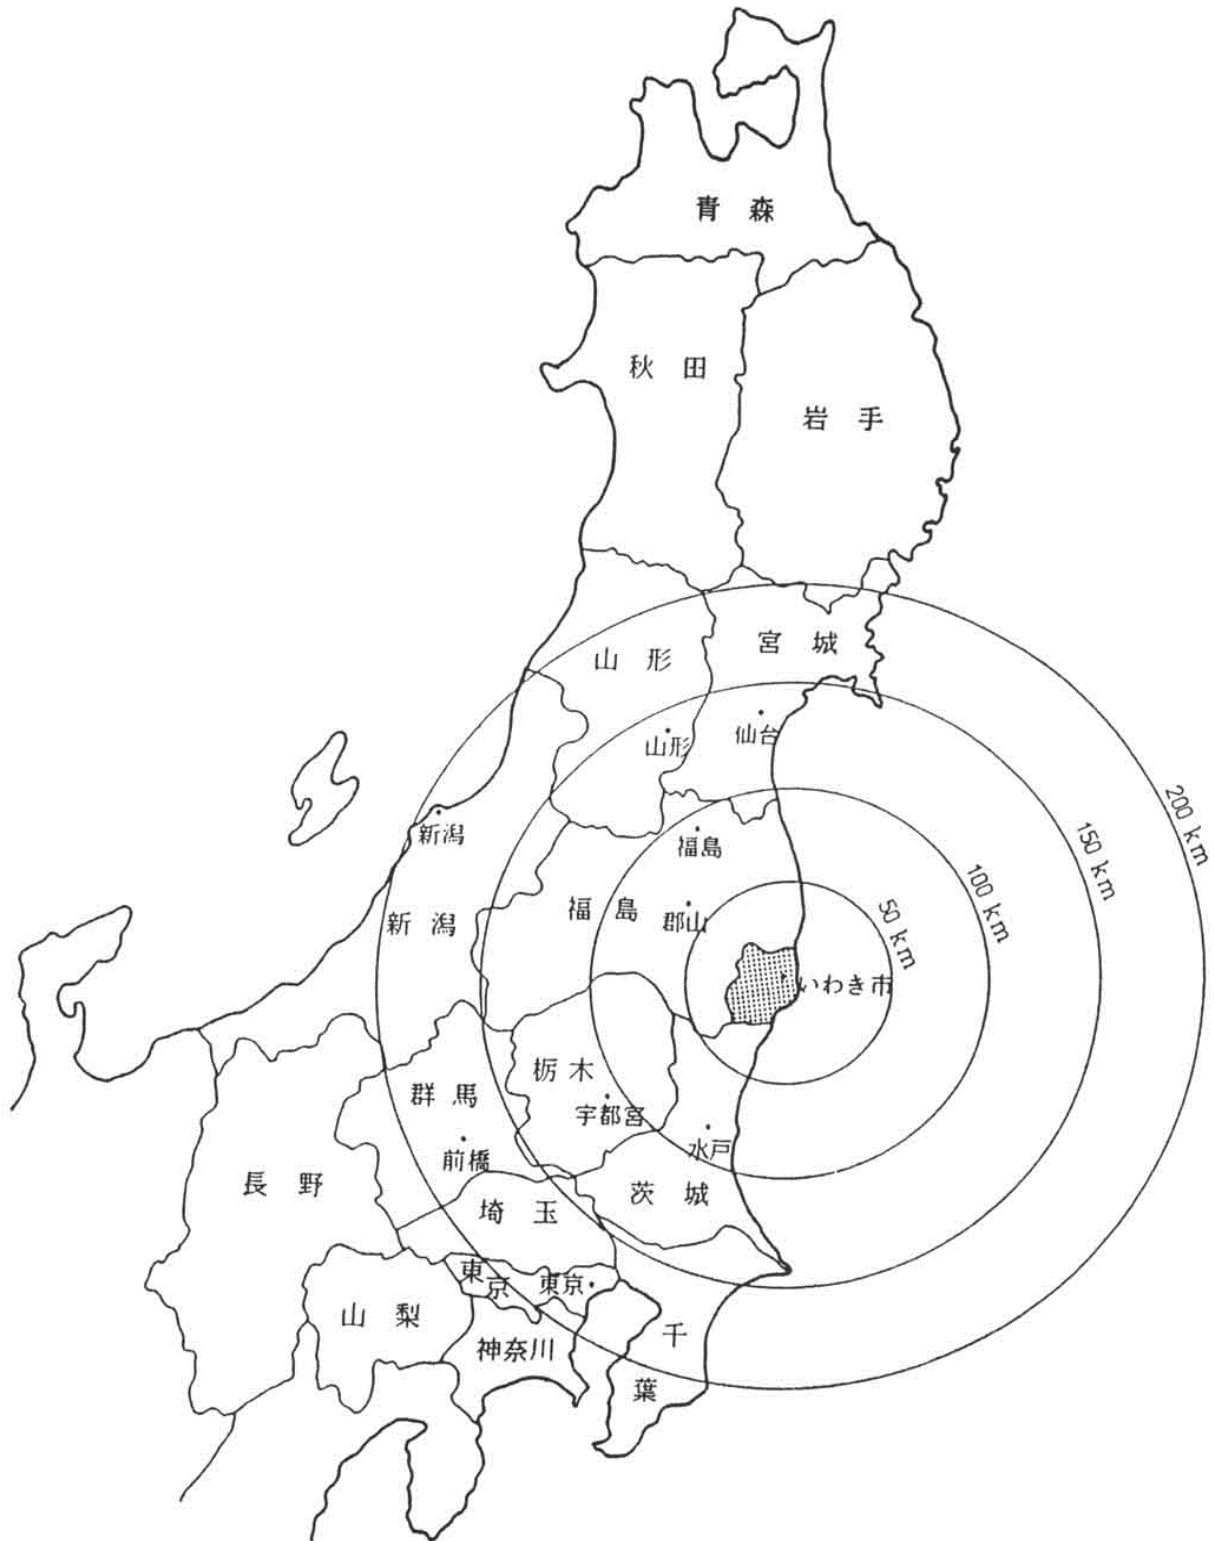 青森
秋田
岩手
宮城
山形
仙台
山形
新潟
福島
200 km
150 km
100 km
50 km
新潟
福島
郡山
いわき市
栃木
群馬
宇都宮
水戸
前橋
長野
茨城
埼玉
東京
東京
山梨
千葉
神奈川